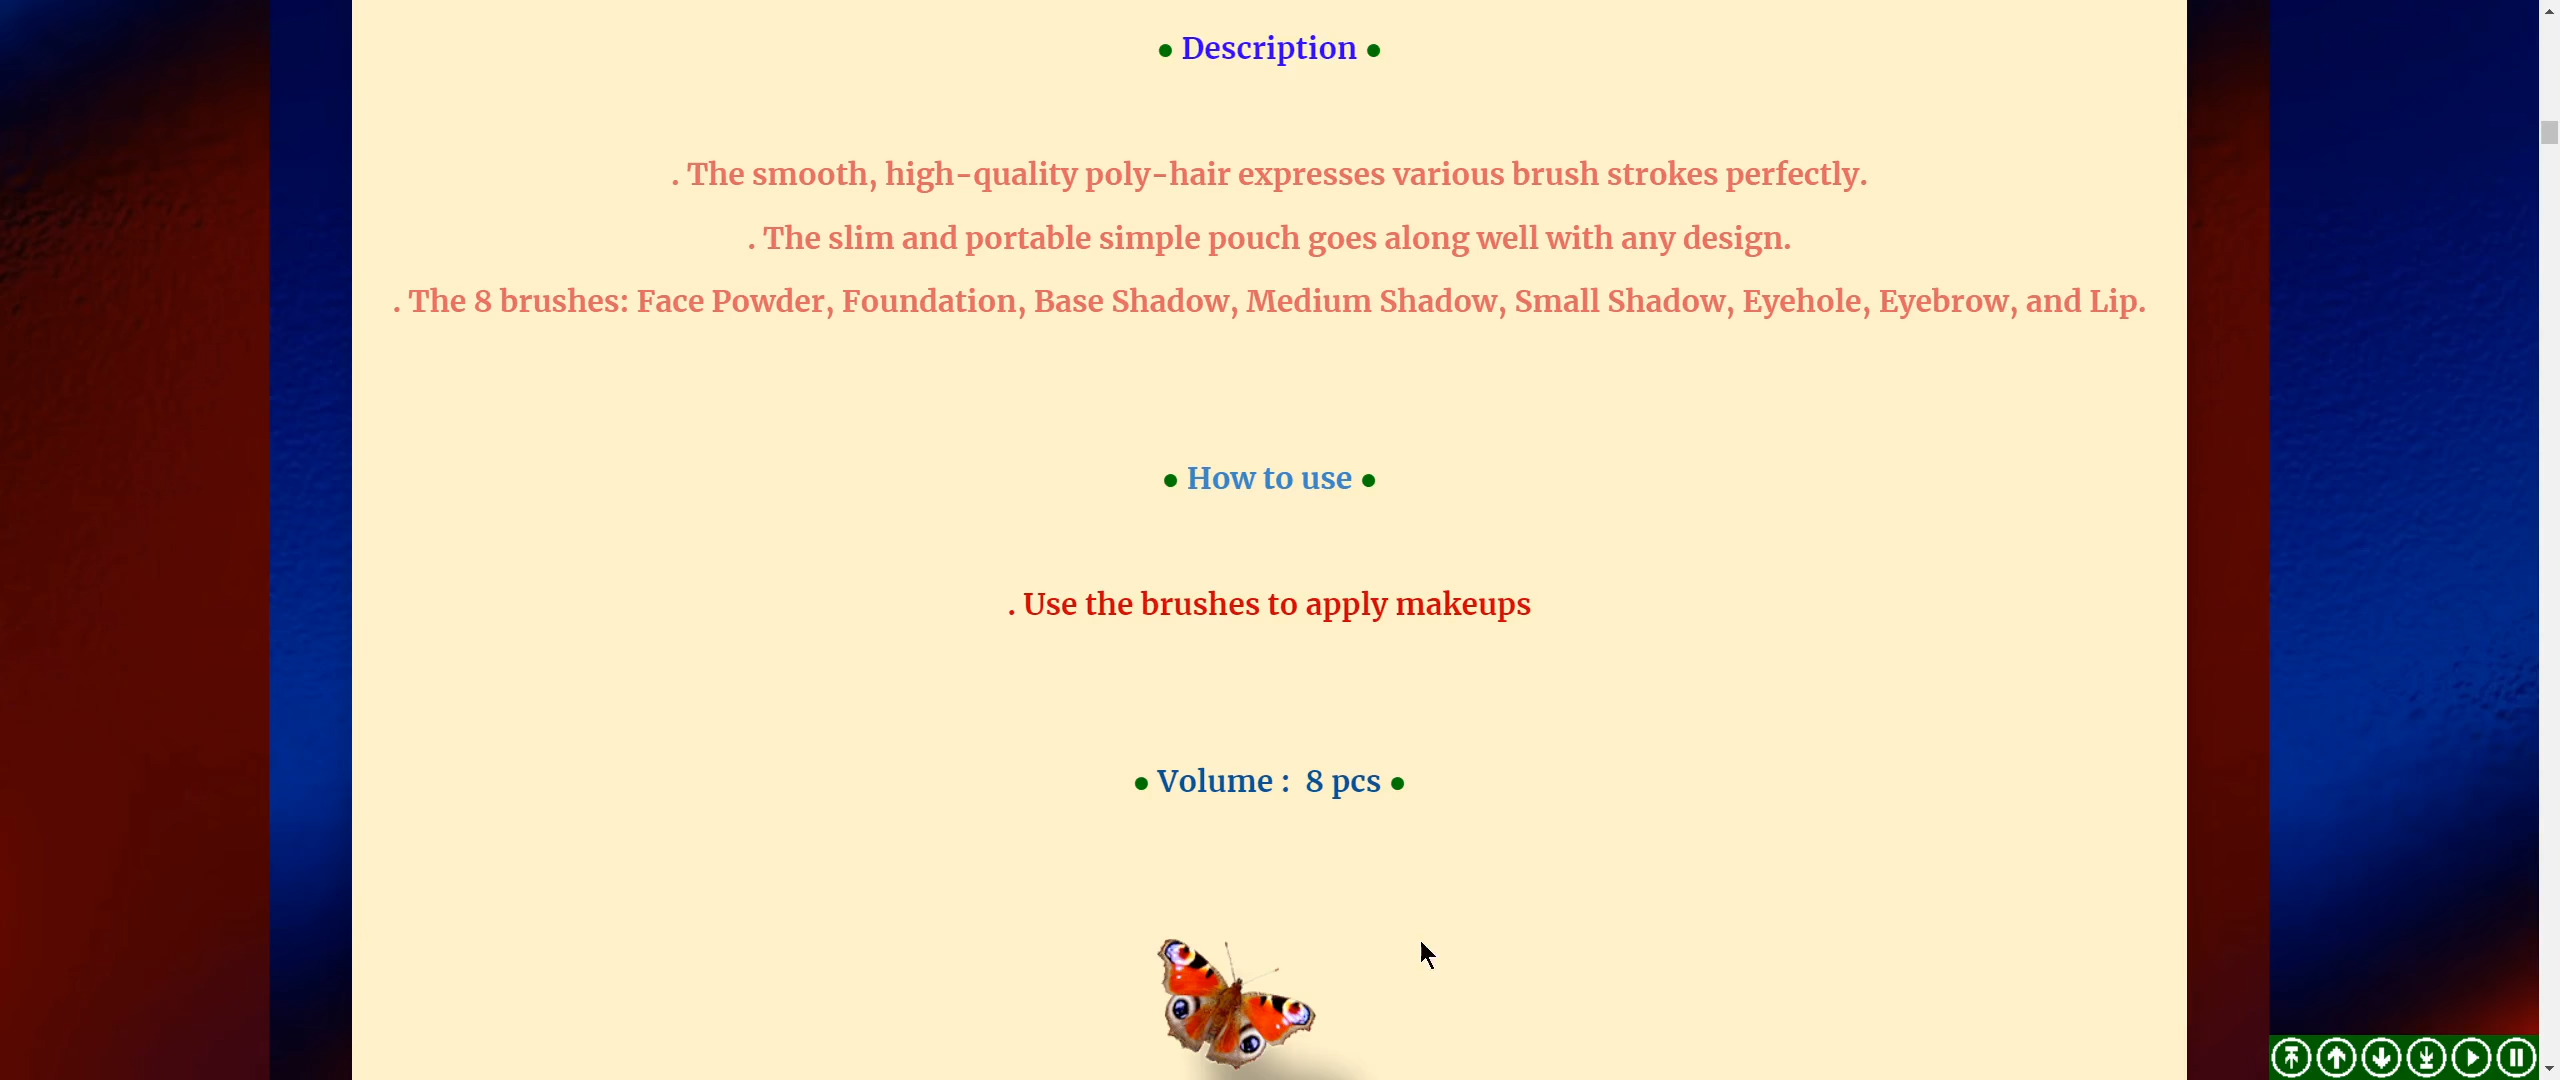 • Description •
. The smooth, high-quality poly-hair expresses various brush strokes perfectly.
. The slim and portable simple pouch goes along well with any design.
. The 8 brushes: Face Powder, Foundation, Base Shadow, Medium Shadow, Small Shadow, Eyehole, Eyebrow, and Lip.
• How to use •
. Use the brushes to apply makeups
• Volume :  8 pcs •